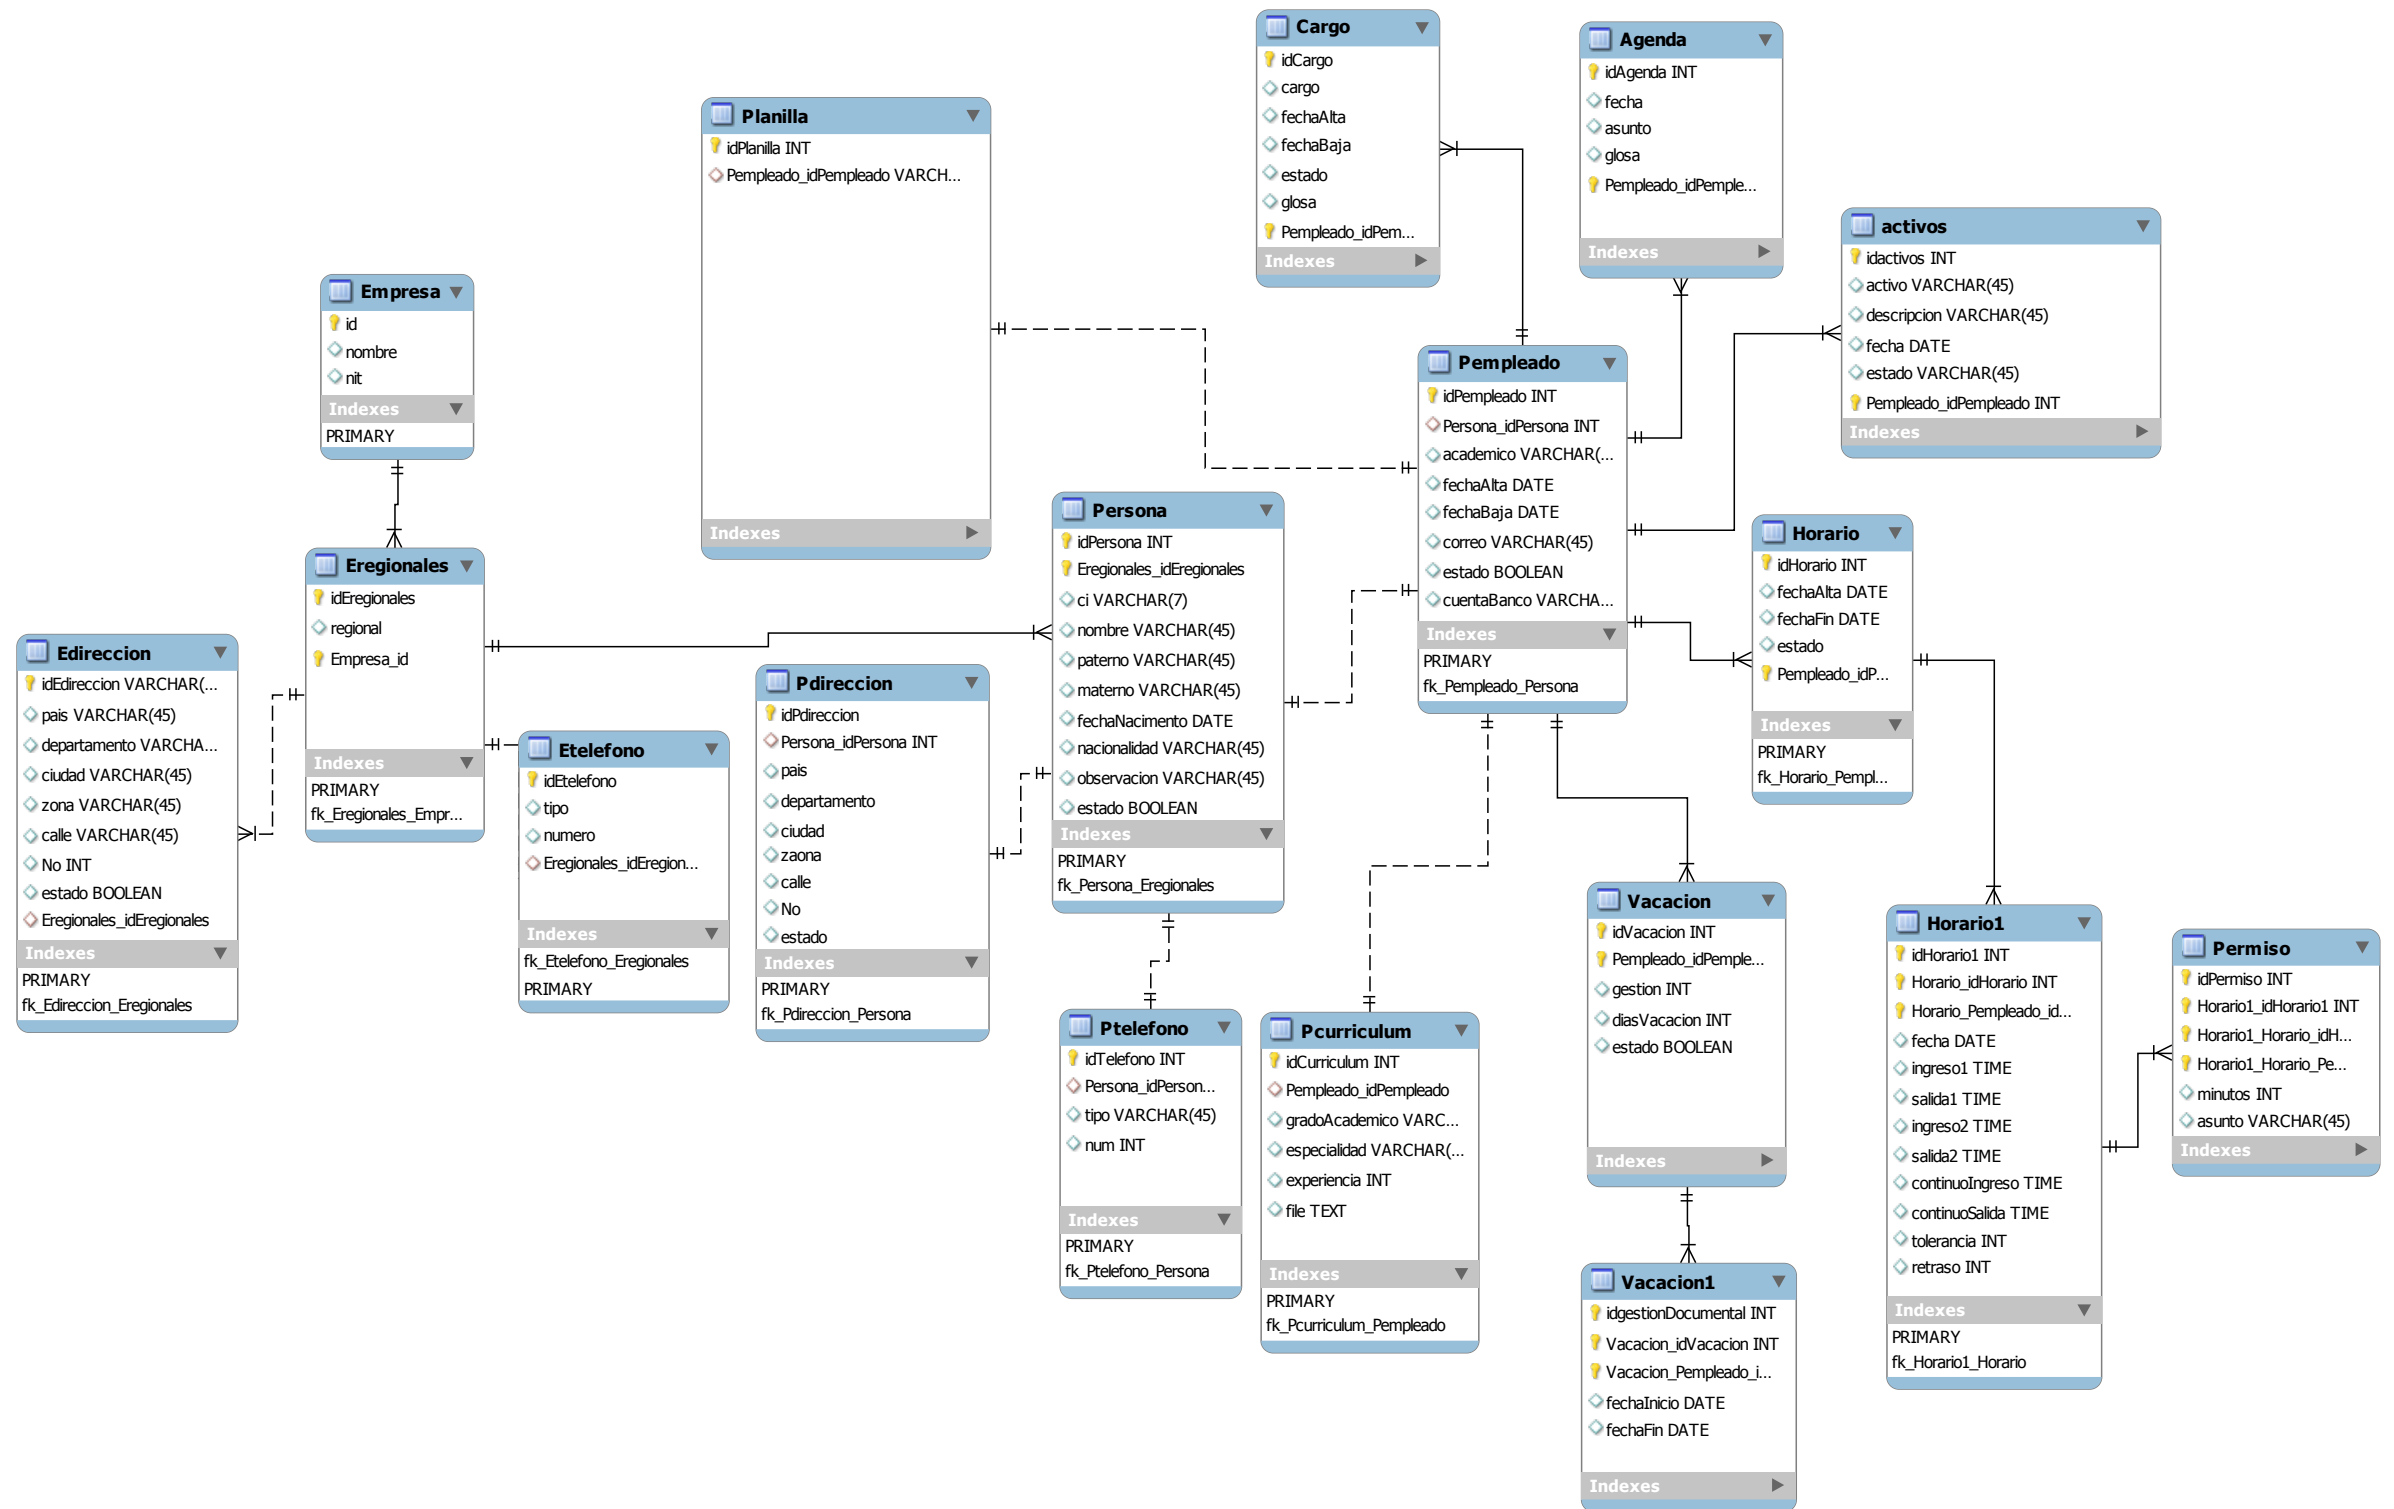 Cargo
idCargo
cargo
fechaAlta
fechaBaja
estado
glosa
Pempleado_idPem...
Indexes
Agenda
idAgenda INT
fecha
asunto
glosa
Pempleado_idPemple...
Indexes
Planilla
idPlanilla INT
Pempleado_idPempleado VARCH...
Indexes
activos
idactivos INT
activo VARCHAR(45)
descripcion VARCHAR(45)
fecha DATE
estado VARCHAR(45)
Pempleado_idPempleado INT
Indexes
Empresa
id
nombre
nit
Indexes
PRIMARY
Pempleado
idPempleado INT
Persona_idPersona INT
academico VARCHAR(...
fechaAlta DATE
fechaBaja DATE
correo VARCHAR(45)
estado BOOLEAN
cuentaBanco VARCHA...
Indexes
PRIMARY
fk_Pempleado_Persona
Persona
idPersona INT
Eregionales_idEregionales
ci VARCHAR(7)
nombre VARCHAR(45)
paterno VARCHAR(45)
materno VARCHAR(45)
fechaNacimento DATE
nacionalidad VARCHAR(45)
observacion VARCHAR(45)
estado BOOLEAN
Indexes
PRIMARY
fk_Persona_Eregionales
Horario
idHorario INT
fechaAlta DATE
fechaFin DATE
estado
Pempleado_idP...
Indexes
PRIMARY
fk_Horario_Pempl...
Eregionales
idEregionales
regional
Empresa_id
Indexes
PRIMARY
fk_Eregionales_Empr...
Edireccion
idEdireccion VARCHAR(...
pais VARCHAR(45)
departamento VARCHA...
ciudad VARCHAR(45)
zona VARCHAR(45)
calle VARCHAR(45)
No INT
estado BOOLEAN
Eregionales_idEregionales
Indexes
PRIMARY
fk_Edireccion_Eregionales
Etelefono
idEtelefono
tipo
numero
Eregionales_idEregion...
Indexes
fk_Etelefono_Eregionales
PRIMARY
Pdireccion
idPdireccion
Persona_idPersona INT
pais
departamento
ciudad
zaona
calle
No
estado
Indexes
PRIMARY
fk_Pdireccion_Persona
Ptelefono
idTelefono INT
Persona_idPerson...
tipo VARCHAR(45)
num INT
Indexes
PRIMARY
fk_Ptelefono_Persona
Pcurriculum
idCurriculum INT
Pempleado_idPempleado
gradoAcademico VARC...
especialidad VARCHAR(...
experiencia INT
file TEXT
Indexes
PRIMARY
fk_Pcurriculum_Pempleado
Vacacion
idVacacion INT
Pempleado_idPemple...
gestion INT
diasVacacion INT
estado BOOLEAN
Indexes
Vacacion1
idgestionDocumental INT
Vacacion_idVacacion INT
Vacacion_Pempleado_i...
fechaInicio DATE
fechaFin DATE
Indexes
Horario1
idHorario1 INT
Horario_idHorario INT
Horario_Pempleado_id...
fecha DATE
ingreso1 TIME
salida1 TIME
ingreso2 TIME
salida2 TIME
continuoIngreso TIME
continuoSalida TIME
tolerancia INT
retraso INT
Indexes
PRIMARY
fk_Horario1_Horario
Permiso
idPermiso INT
Horario1_idHorario1 INT
Horario1_Horario_idH...
Horario1_Horario_Pe...
minutos INT
asunto VARCHAR(45)
Indexes